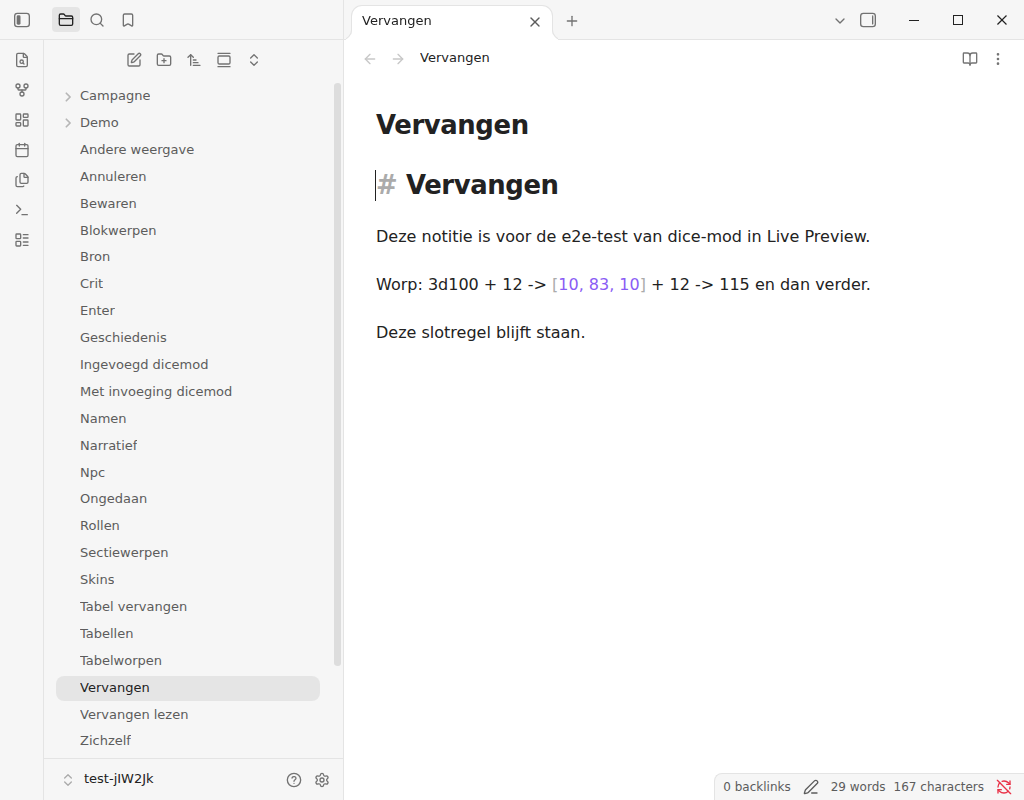 Vervangen
Vervangen
Campagne
Demo
Andere weergave
Annuleren
Bewaren
Blokwerpen
Bron
Crit
Enter
Geschiedenis
Ingevoegd dicemod
Met invoeging dicemod
Namen
Narratief
Npc
Ongedaan
Rollen
Sectiewerpen
Skins
Tabel vervangen
Tabellen
Tabelworpen
Vervangen
Vervangen lezen
Zichzelf
test-jIW2Jk
Vervangen
# Vervangen
Deze notitie is voor de e2e-test van dice-mod in Live Preview.
Worp: 3d100 + 12 -> [10, 83, 10] + 12 -> 115 en dan verder.
Deze slotregel blijft staan.
0 backlinks 29 words 167 characters